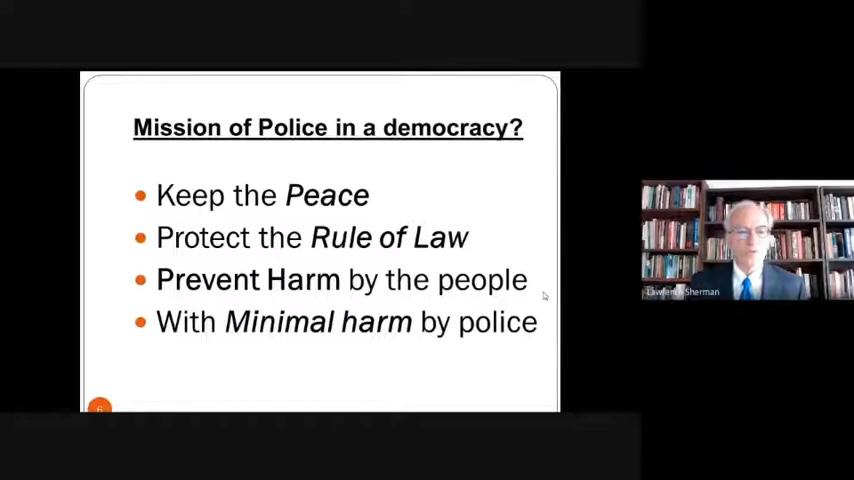 Mission of Police in a democracy?
Keep the Peace
Protect the Rule of Law
Prevent Harm by the people
With Minimal harm by police
6
Lawrence Sherman